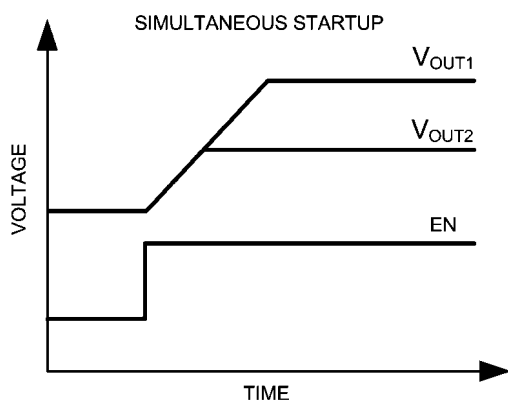 SIMULTANEOUS STARTUP
VOUT1
VOUT2
VOLTAGE
EN
TIME